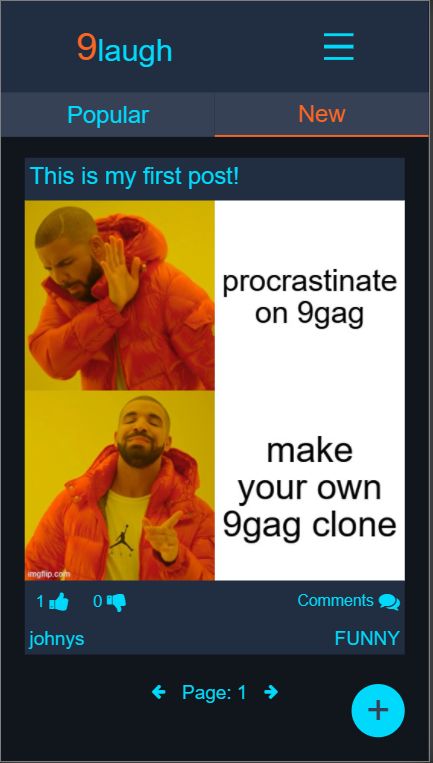 9laugh
Popular New
This is my first post!
procrastinate
on 9gag
make
your own
9gag clone
imgflip.com
1 0 Comments
johnys FUNNY
Page: 1
+